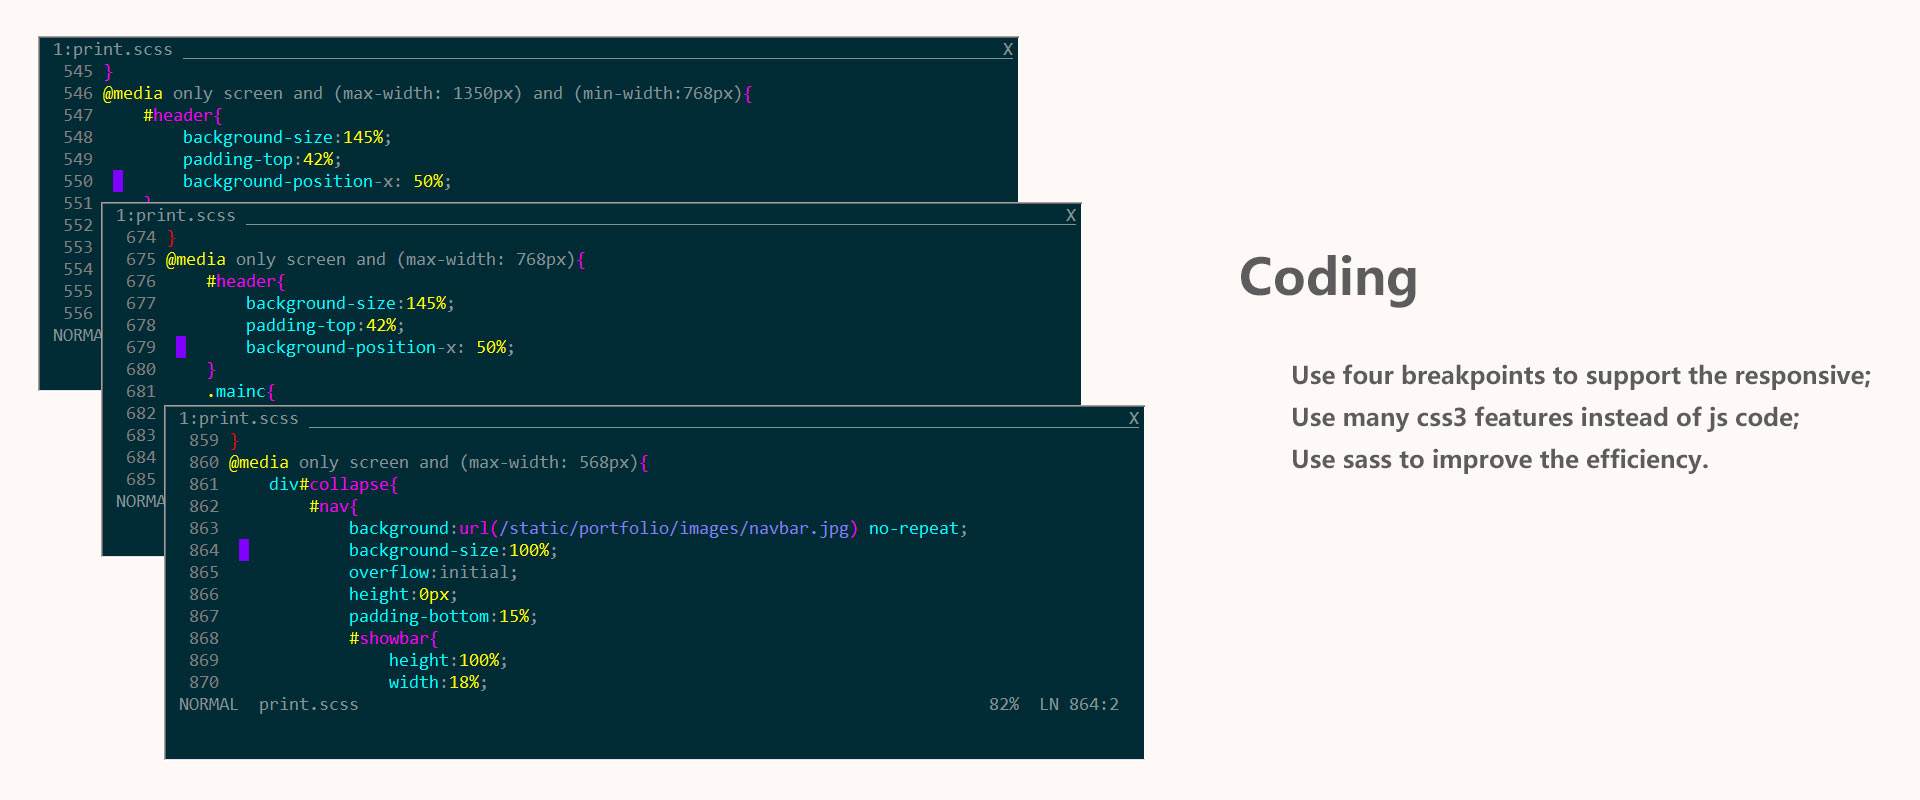 1:print.scss X
545 }
546 @media only screen and (max-width: 1350px) and (min-width:768px){
547 #header{
548 background-size:145%;
549 padding-top:42%;
550 background-position-x: 50%;
551 }
552
553
554
555
556
NORMA
1:print.scss X
674 }
675 @media only screen and (max-width: 768px){
676 #header{
677 background-size:145%;
678 padding-top:42%;
679 background-position-x: 50%;
680 }
681 .mainc{
682
683
684
685
NORMA
1:print.scss X
859 }
860 @media only screen and (max-width: 568px){
861 div#collapse{
862 #nav{
863 background:url(/static/portfolio/images/navbar.jpg) no-repeat;
864 background-size:100%;
865 overflow:initial;
866 height:0px;
867 padding-bottom:15%;
868 #showbar{
869 height:100%;
870 width:18%;
NORMAL print.scss 82% LN 864:2
Coding
Use four breakpoints to support the responsive;
Use many css3 features instead of js code;
Use sass to improve the efficiency.